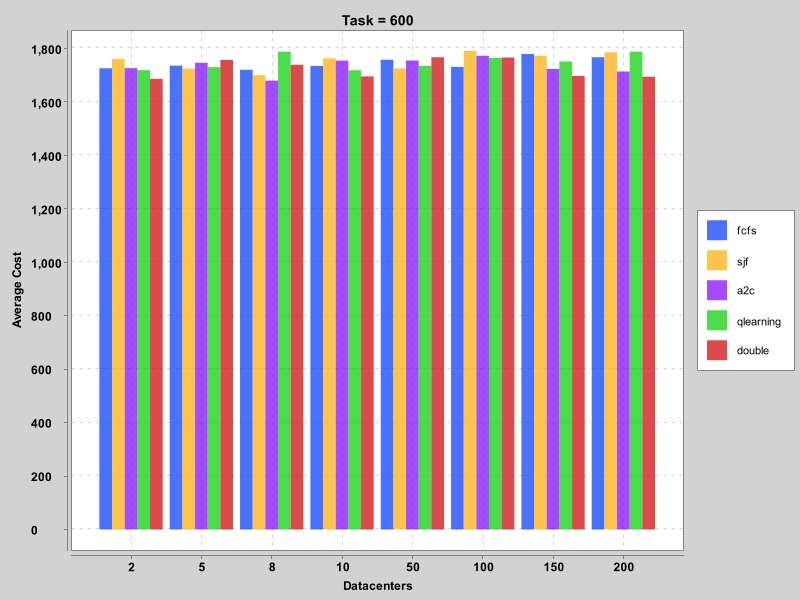 Task = 600
Average Cost
1,800
1,600
1,400
1,200
1,000
800
600
400
200
0
2 5 8 10 50 100 150 200
Datacenters
fcfs
sjf
a2c
qlearning
double